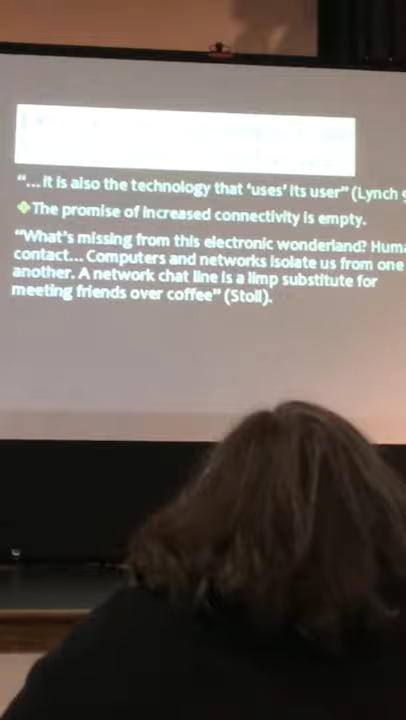 “...it is also the technology that ‘uses’ its user” (Lynch
❖The promise of increased connectivity is empty.
“What’s missing from this electronic wonderland? Huma
contact... Computers and networks isolate us from one
another. A network chat line is a limp substitute for
meeting friends over coffee” (Stoll).